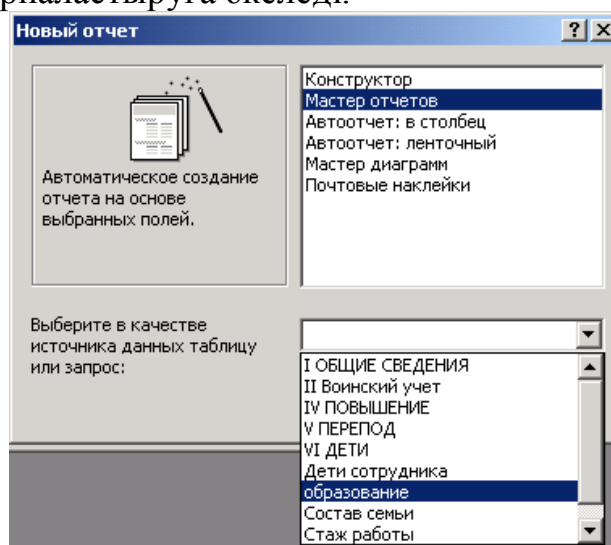 Новый отчет
Автоматическое создание
отчета на основе
выбранных полей.
Конструктор
Мастер отчетов
Автоотчет: в столбец
Автоотчет: ленточный
Мастер диаграмм
Почтовые наклейки
Выберите в качестве
источника данных таблицу
или запрос:
I ОБЩИЕ СВЕДЕНИЯ
II Воинский учет
IV ПОВЫШЕНИЕ
V ПЕРЕПОД
VI ДЕТИ
Дети сотрудника
образование
Состав семьи
Стаж работы